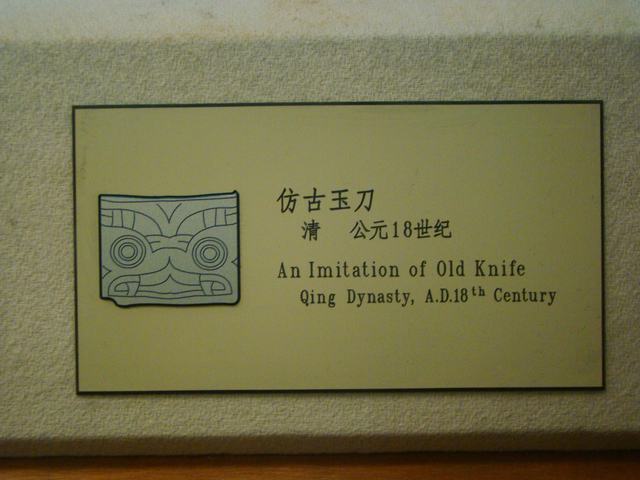 仿古玉刀
清 公元18世纪
An Imitation of Old Knife
Qing Dynasty, A.D.18th Century